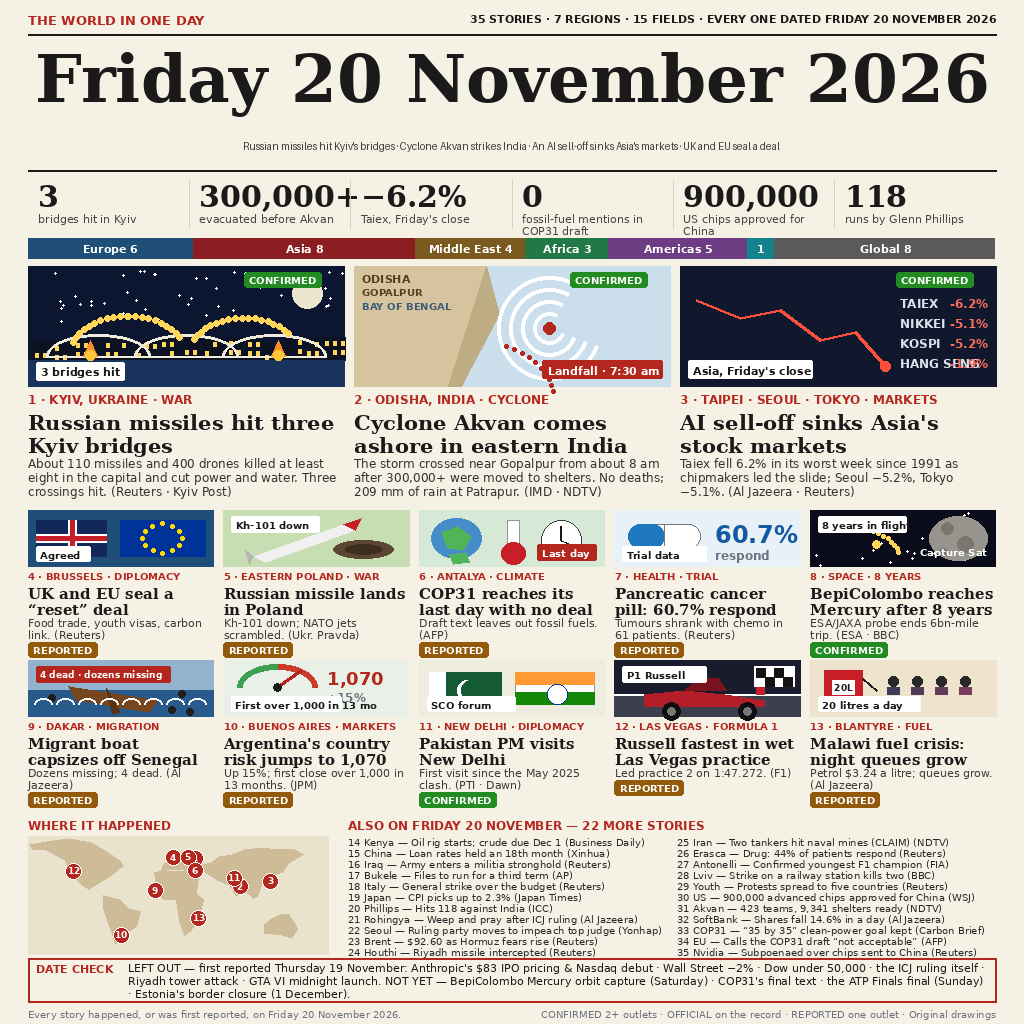 THE WORLD IN ONE DAY
35 STORIES · 7 REGIONS · 15 FIELDS · EVERY ONE DATED FRIDAY 20 NOVEMBER 2026
Friday 20 November 2026
Russian missiles hit Kyiv's bridges · Cyclone Akvan strikes India · An AI sell-off sinks Asia's markets · UK and EU seal a deal
3
bridges hit in Kyiv
300,000+
evacuated before Akvan
−6.2%
Taiex, Friday's close
0
fossil-fuel mentions in
COP31 draft
900,000
US chips approved for
China
118
runs by Glenn Phillips
Europe 6
Asia 8
Middle East 4
Africa 3
Americas 5
1
Global 8
CONFIRMED
3 bridges hit
1 · KYIV, UKRAINE · WAR
Russian missiles hit three
Kyiv bridges
About 110 missiles and 400 drones killed at least
eight in the capital and cut power and water. Three
crossings hit. (Reuters · Kyiv Post)
ODISHA
GOPALPUR
BAY OF BENGAL
CONFIRMED
Landfall · 7:30 am
2 · ODISHA, INDIA · CYCLONE
Cyclone Akvan comes
ashore in eastern India
The storm crossed near Gopalpur from about 8 am
after 300,000+ were moved to shelters. No deaths;
209 mm of rain at Patrapur. (IMD · NDTV)
CONFIRMED
TAIEX -6.2%
NIKKEI -5.1%
KOSPI -5.2%
HANG SENG
Asia, Friday's close
3 · TAIPEI · SEOUL · TOKYO · MARKETS
AI sell-off sinks Asia's
stock markets
Taiex fell 6.2% in its worst week since 1991 as
chipmakers led the slide; Seoul −5.2%, Tokyo
−5.1%. (Al Jazeera · Reuters)
Agreed
4 · BRUSSELS · DIPLOMACY
UK and EU seal a
“reset” deal
Food trade, youth visas, carbon
link. (Reuters)
REPORTED
Kh-101 down
5 · EASTERN POLAND · WAR
Russian missile lands
in Poland
Kh-101 down; NATO jets
scrambled. (Ukr. Pravda)
REPORTED
Last day
6 · ANTALYA · CLIMATE
COP31 reaches its
last day with no deal
Draft text leaves out fossil fuels.
(AFP)
REPORTED
60.7%
respond
Trial data
7 · HEALTH · TRIAL
Pancreatic cancer
pill: 60.7% respond
Tumours shrank with chemo in
61 patients. (Reuters)
REPORTED
8 years in flight
Capture Sat
8 · SPACE · 8 YEARS
BepiColombo reaches
Mercury after 8 years
ESA/JAXA probe ends 6bn-mile
trip. (ESA · BBC)
CONFIRMED
4 dead · dozens missing
9 · DAKAR · MIGRATION
Migrant boat
capsizes off Senegal
Dozens missing; 4 dead. (Al
Jazeera)
REPORTED
1,070
First over 1,000 in 13 mo
10 · BUENOS AIRES · MARKETS
Argentina's country
risk jumps to 1,070
Up 15%; first close over 1,000 in
13 months. (JPM)
REPORTED
SCO forum
11 · NEW DELHI · DIPLOMACY
Pakistan PM visits
New Delhi
First visit since the May 2025
clash. (PTI · Dawn)
CONFIRMED
P1 Russell
12 · LAS VEGAS · FORMULA 1
Russell fastest in wet
Las Vegas practice
Led practice 2 on 1:47.272. (F1)
REPORTED
20L
20 litres a day
13 · BLANTYRE · FUEL
Malawi fuel crisis:
night queues grow
Petrol $3.24 a litre; queues grow.
(Al Jazeera)
REPORTED
WHERE IT HAPPENED
4 5
12 6
11 3
9 2
13
10
ALSO ON FRIDAY 20 NOVEMBER — 22 MORE STORIES
14 Kenya — Oil rig starts; crude due Dec 1 (Business Daily)
15 China — Loan rates held an 18th month (Xinhua)
16 Iraq — Army enters a militia stronghold (Reuters)
17 Bukele — Files to run for a third term (AP)
18 Italy — General strike over the budget (Reuters)
19 Japan — CPI picks up to 2.3% (Japan Times)
20 Phillips — Hits 118 against India (ICC)
21 Rohingya — Weep and pray after ICJ ruling (Al Jazeera)
22 Seoul — Ruling party moves to impeach top judge (Yonhap)
23 Brent — $92.60 as Hormuz fears rise (Reuters)
24 Houthi — Riyadh missile intercepted (Reuters)
25 Iran — Two tankers hit naval mines (CLAIM) (NDTV)
26 Erasca — Drug: 44% of patients respond (Reuters)
27 Antonelli — Confirmed youngest F1 champion (FIA)
28 Lviv — Strike on a railway station kills two (BBC)
29 Youth — Protests spread to five countries (Reuters)
30 US — 900,000 advanced chips approved for China (WSJ)
31 Akvan — 423 teams, 9,341 shelters ready (NDTV)
32 SoftBank — Shares fall 14.6% in a day (Al Jazeera)
33 COP31 — “35 by 35” clean-power goal kept (Carbon Brief)
34 EU — Calls the COP31 draft “not acceptable” (AFP)
35 Nvidia — Subpoenaed over chips sent to China (Reuters)
DATE CHECK
LEFT OUT — first reported Thursday 19 November: Anthropic's $83 IPO pricing & Nasdaq debut · Wall Street −2% · Dow under 50,000 · the ICJ ruling itself ·
Riyadh tower attack · GTA VI midnight launch. NOT YET — BepiColombo Mercury orbit capture (Saturday) · COP31's final text · the ATP Finals final (Sunday)
· Estonia's border closure (1 December).
Every story happened, or was first reported, on Friday 20 November 2026.
CONFIRMED 2+ outlets · OFFICIAL on the record · REPORTED one outlet · Original drawings